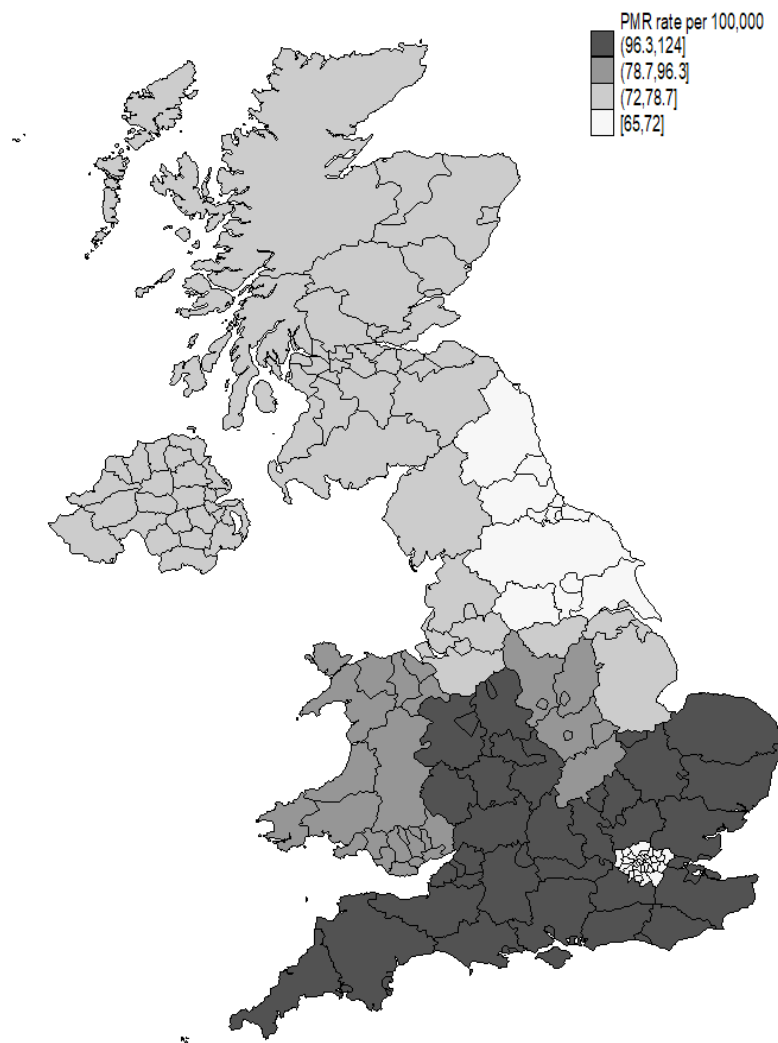 PMR rate per 100,000
(96.3,124]
(78.7,96.3]
(72,78.7]
[65,72]